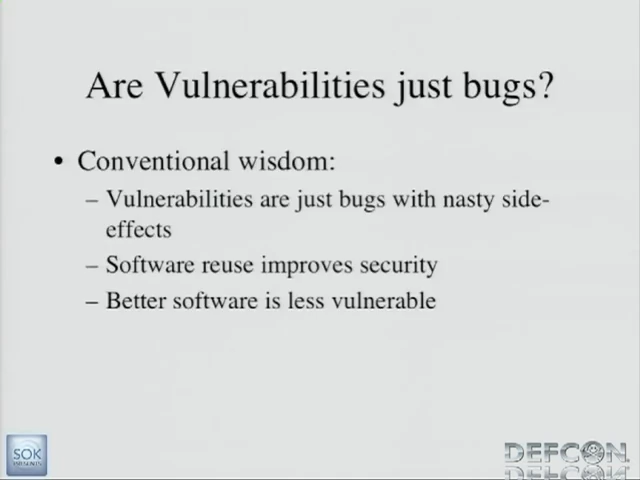 Are Vulnerabilities just bugs?
• Conventional wisdom:
– Vulnerabilities are just bugs with nasty side-
effects
– Software reuse improves security
– Better software is less vulnerable
SOK
DEFCON